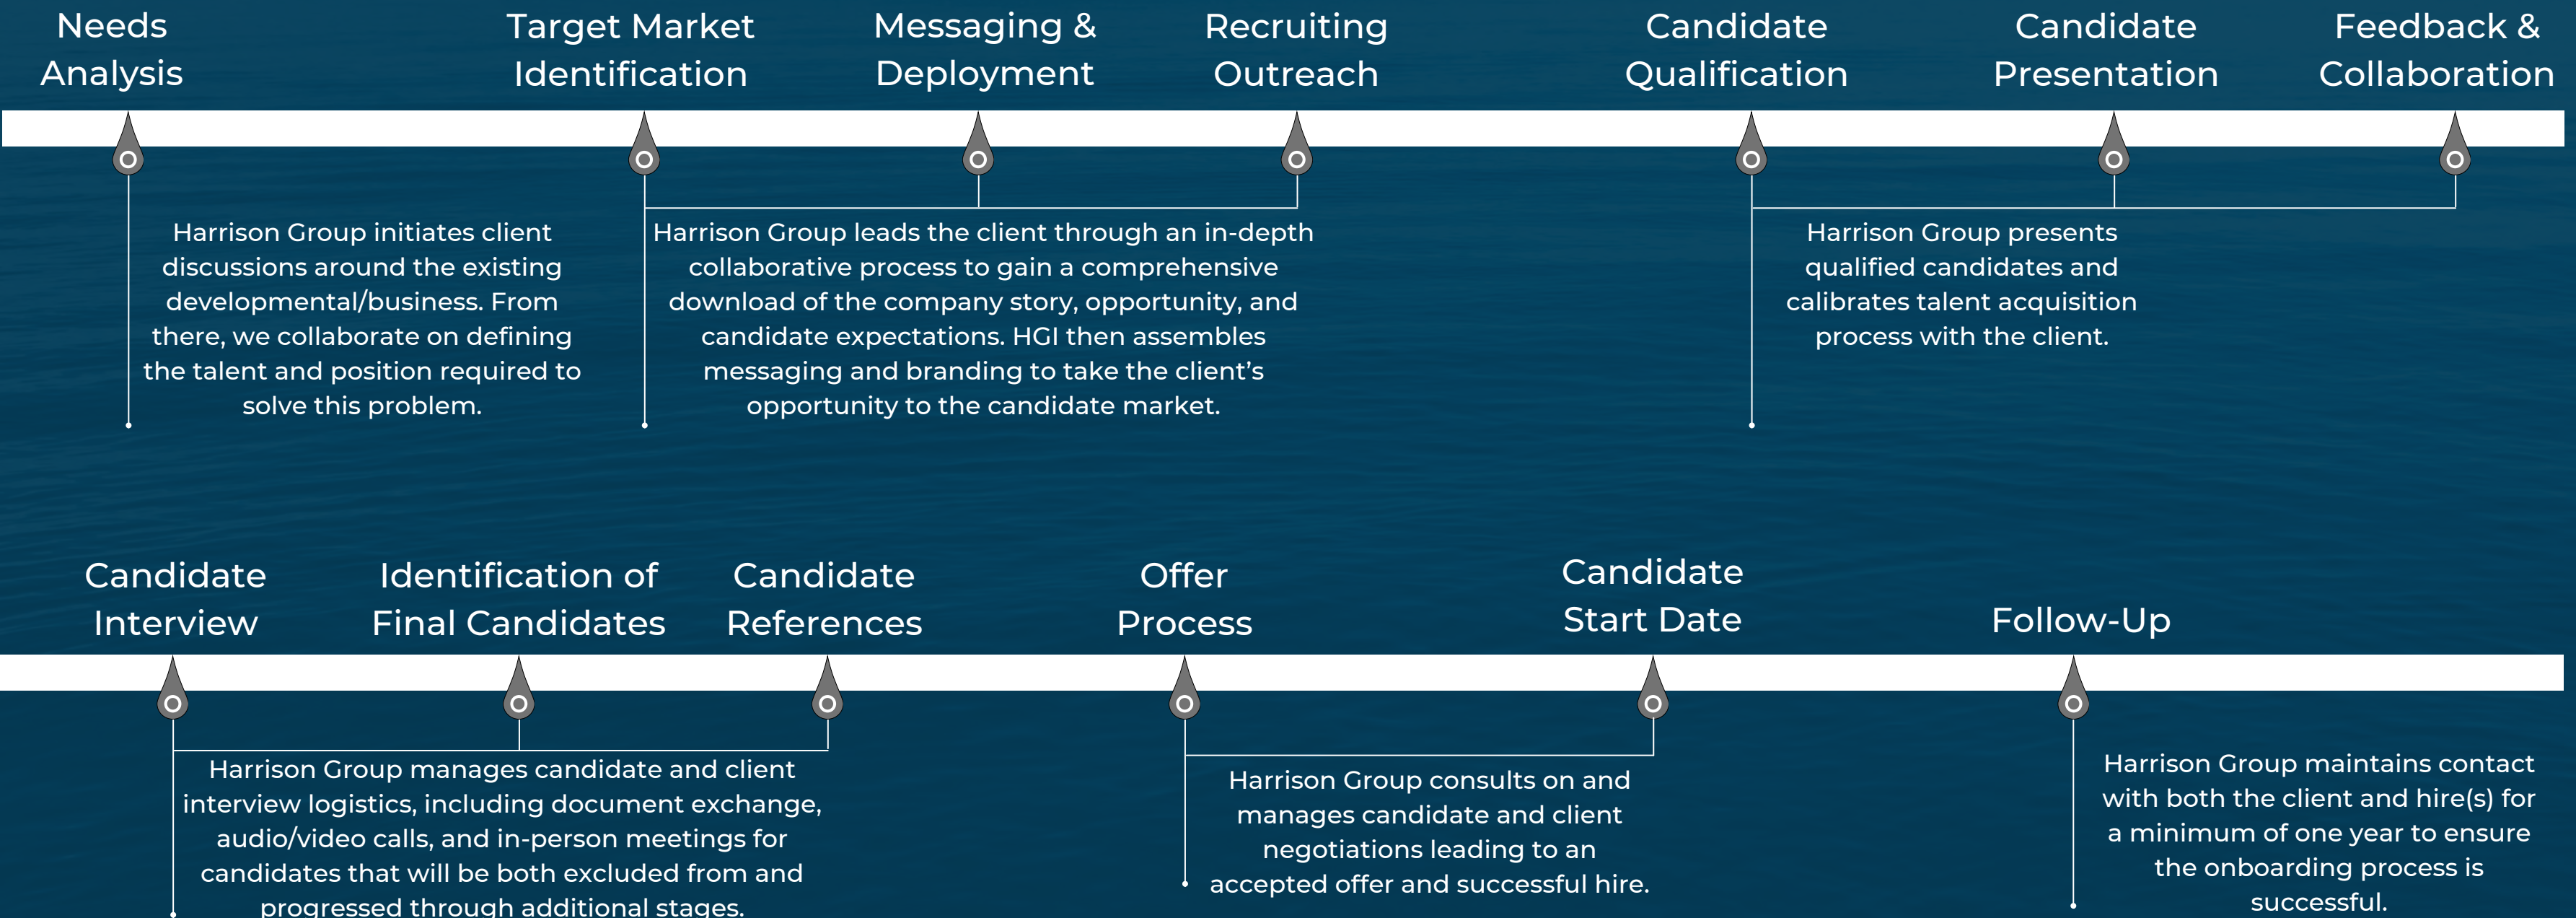 Needs
Analysis
Target Market
Identification
Messaging &
Deployment
Recruiting
Outreach
Candidate
Qualification
Candidate
Presentation
Feedback &
Collaboration
Harrison Group initiates client
discussions around the existing
developmental/business. From
there, we collaborate on defining
the talent and position required to
solve this problem.
Harrison Group leads the client through an in-depth
collaborative process to gain a comprehensive
download of the company story, opportunity, and
candidate expectations. HGI then assembles
messaging and branding to take the client’s
opportunity to the candidate market.
Harrison Group presents
qualified candidates and
calibrates talent acquisition
process with the client.
Candidate
Interview
Identification of
Final Candidates
Candidate
References
Offer
Process
Candidate
Start Date
Follow-Up
Harrison Group manages candidate and client
interview logistics, including document exchange,
audio/video calls, and in-person meetings for
candidates that will be both excluded from and
progressed through additional stages.
Harrison Group consults on and
manages candidate and client
negotiations leading to an
accepted offer and successful hire.
Harrison Group maintains contact
with both the client and hire(s) for
a minimum of one year to ensure
the onboarding process is
successful.